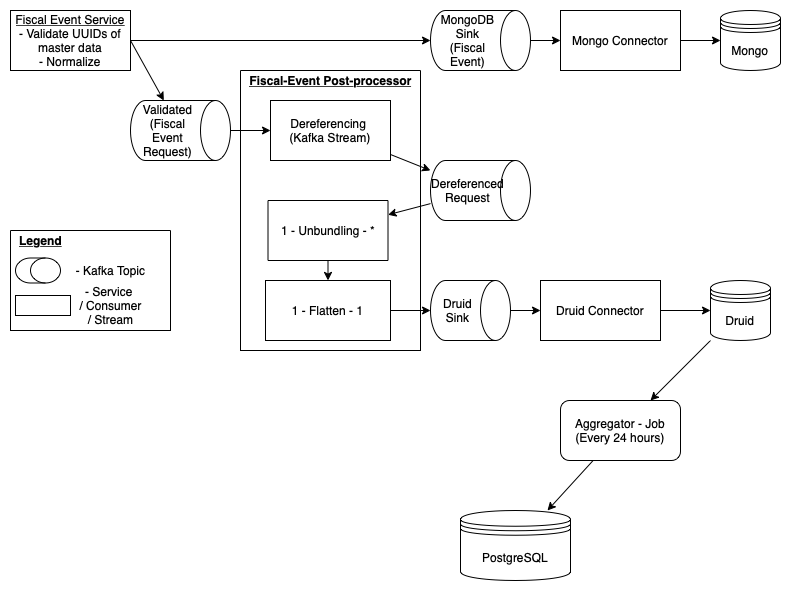 Fiscal Event Service
- Validate UUIDs of
master data
- Normalize
MongoDB
Sink
(Fiscal
Event)
Mongo Connector
Mongo
Fiscal-Event Post-processor
Validated
(Fiscal
Event
Request)
Dereferencing
(Kafka Stream)
Dereferenced
Request
1 - Unbundling - *
Legend
- Kafka Topic
- Service
/ Consumer
/ Stream
1 - Flatten - 1
Druid
Sink
Druid Connector
Druid
Aggregator - Job
(Every 24 hours)
PostgreSQL